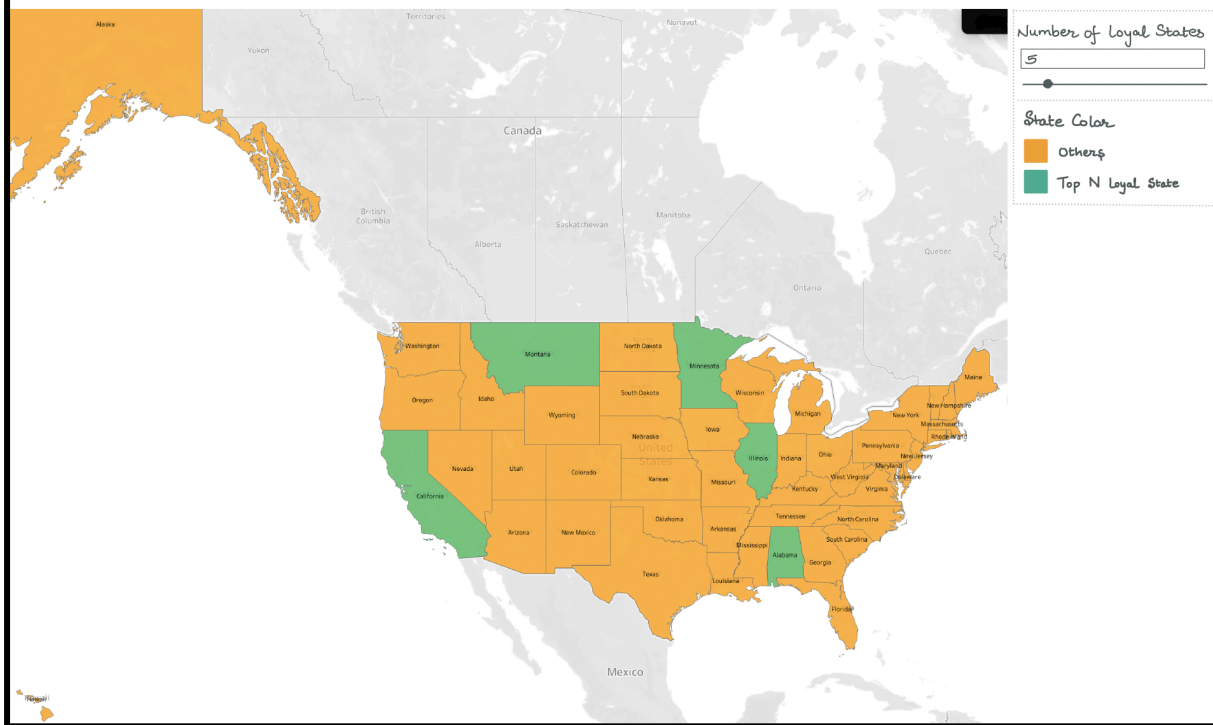 Alaska
Territories
Nunavut
Yukon
Canada
British
Columbia
Alberta
Saskatchewan
Manitoba
Ontario
Quebec
Washington
Montana
North Dakota
Minnesota
Oregon
Idaho
Wyoming
South Dakota
Wisconsin
Michigan
Maine
New York
New Hampshire
Massachusetts
Rhode Island
Nebraska
Iowa
United
States
Nevada
Utah
Colorado
Kansas
Missouri
Illinois
Indiana
Ohio
Pennsylvania
New Jersey
Maryland
Delaware
West Virginia
Virginia
Kentucky
California
Arizona
New Mexico
Oklahoma
Arkansas
Tennessee
North Carolina
South Carolina
Mississippi
Alabama
Georgia
Texas
Louisiana
Florida
Mexico
Hawaii
Number of Loyal States
5
State Color
Others
Top N Loyal State